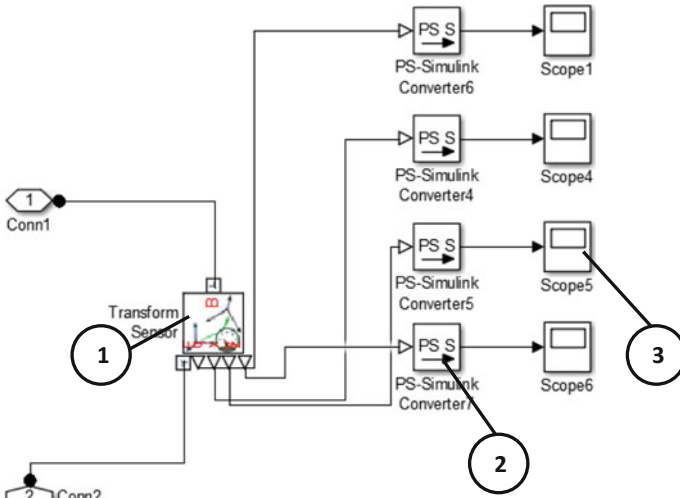 PS S
PS-Simulink
Converter6
Scope1
PS S
PS-Simulink
Converter4
Scope4
1
Conn1
PS S
PS-Simulink
Converter5
Scope5
B
Transform
Sensor
1
PS S
PS-Simulink
Converter7
Scope6
3
2
2
Conn2